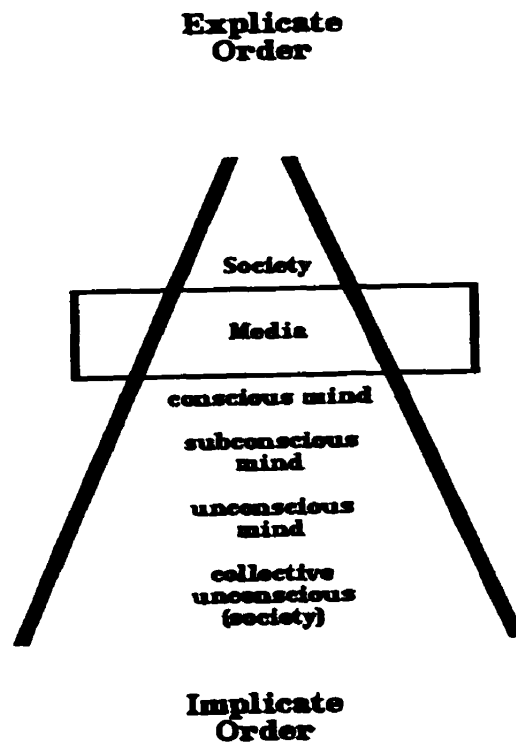 Explicate
Order
Society
Media
conscious mind
subconscious
mind
unconscious
mind
collective
unconscious
(society)
Implicate
Order